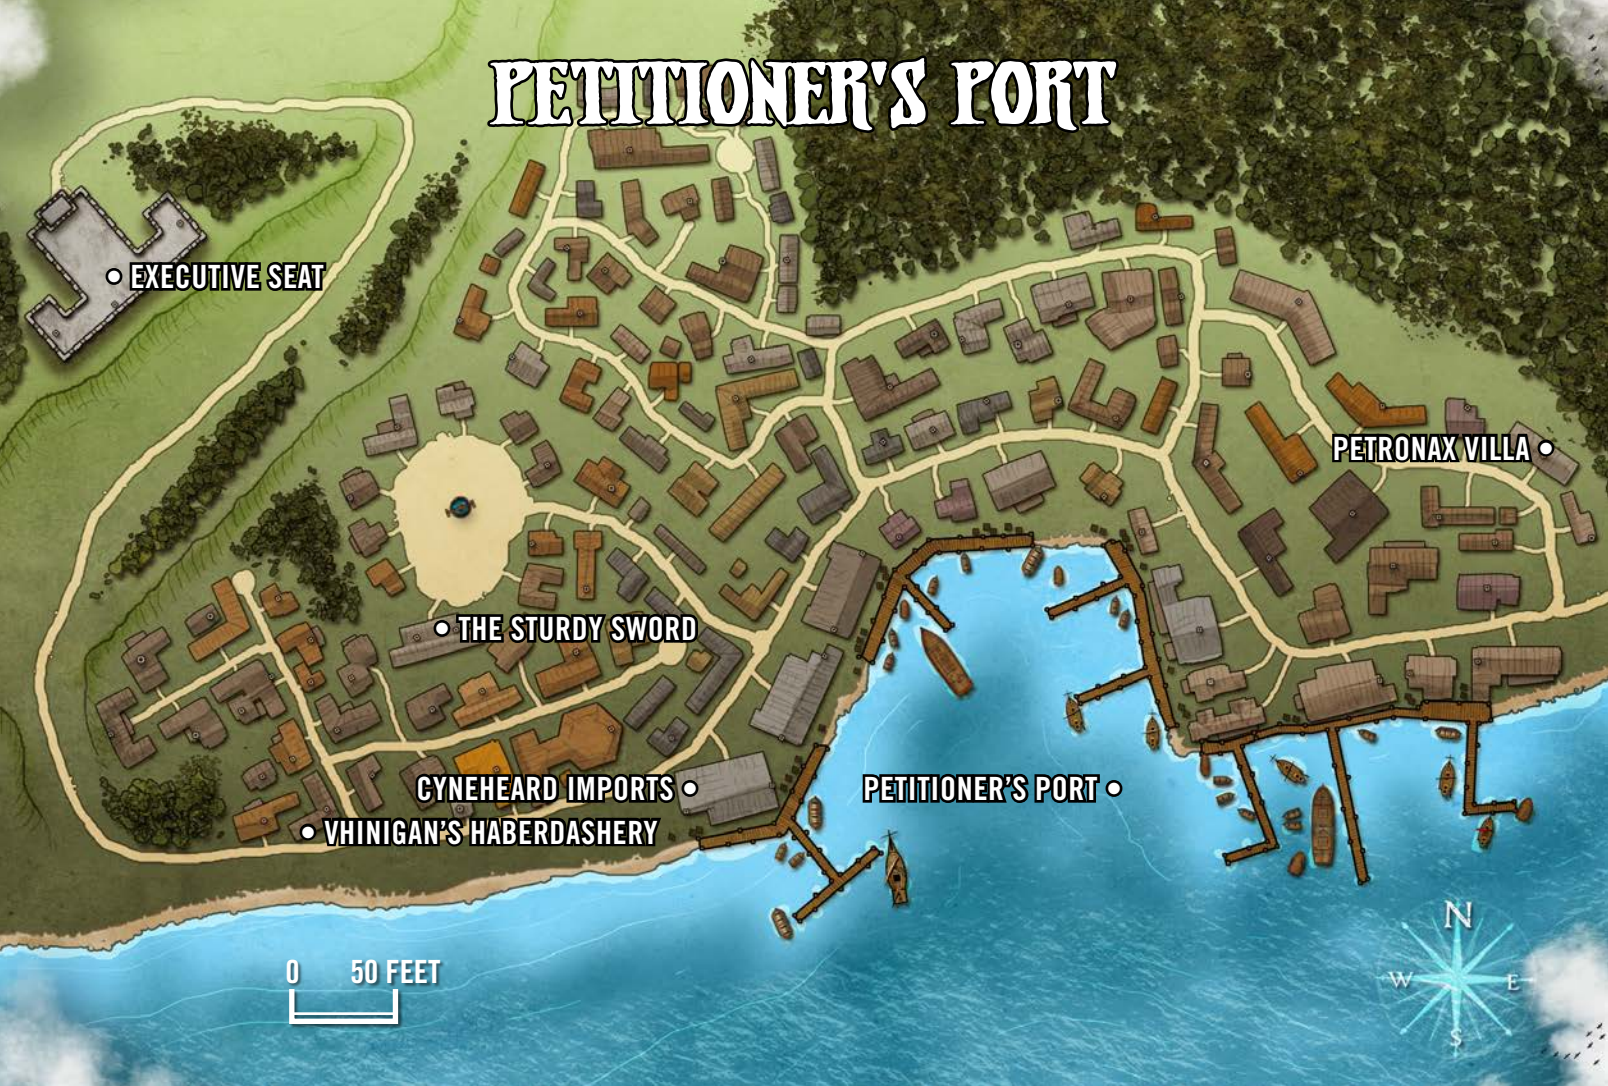 PETITIONER'S PORT
EXECUTIVE SEAT
PETRONAX VILLA
THE STURDY SWORD
CYNEHEARD IMPORTS
PETITIONER'S PORT
VHINIGAN'S HABERDASHERY
N
W
E
S
0 50 FEET